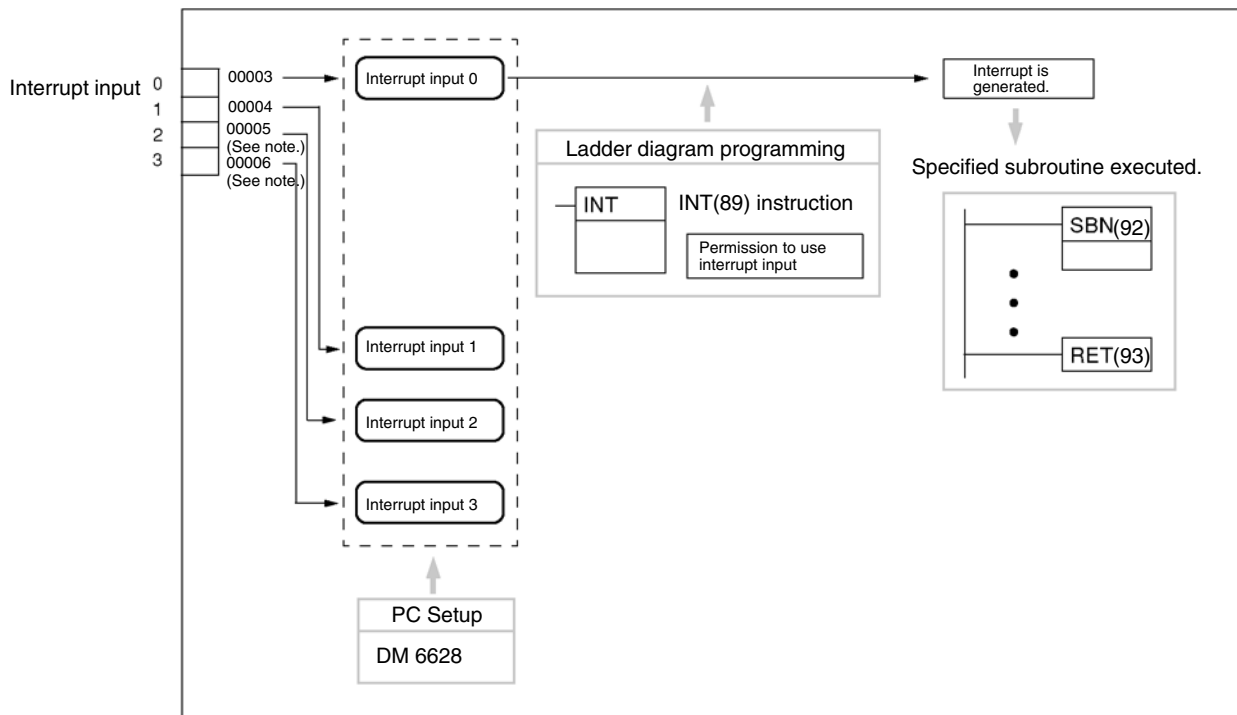 Interrupt input
0
1
2
3
00003
00004
00005
(See note.)
00006
(See note.)
Interrupt input 0
Interrupt input 1
Interrupt input 2
Interrupt input 3
PC Setup
DM 6628
Ladder diagram programming
INT
INT(89) instruction
Permission to use
interrupt input
Interrupt is
generated.
Specified subroutine executed.
SBN(92)
RET(93)